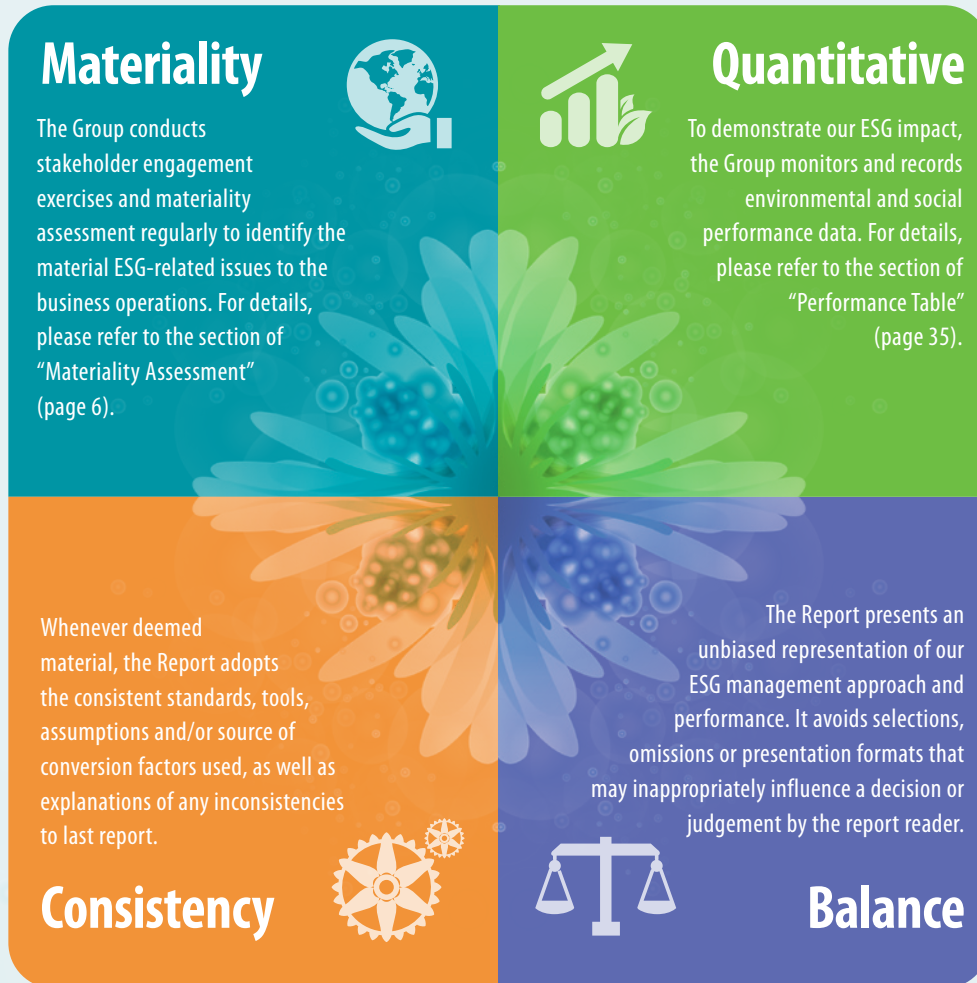 Materiality
The Group conducts
stakeholder engagement
exercises and materiality
assessment regularly to identify the
material ESG-related issues to the
business operations. For details,
please refer to the section of
“Materiality Assessment”
(page 6).
Quantitative
To demonstrate our ESG impact,
the Group monitors and records
environmental and social
performance data. For details,
please refer to the section of
“Performance Table”
(page 35).
Whenever deemed
material, the Report adopts
the consistent standards, tools,
assumptions and/or source of
conversion factors used, as well as
explanations of any inconsistencies
to last report.
Consistency
The Report presents an
unbiased representation of our
ESG management approach and
performance. It avoids selections,
omissions or presentation formats that
may inappropriately influence a decision or
judgement by the report reader.
Balance